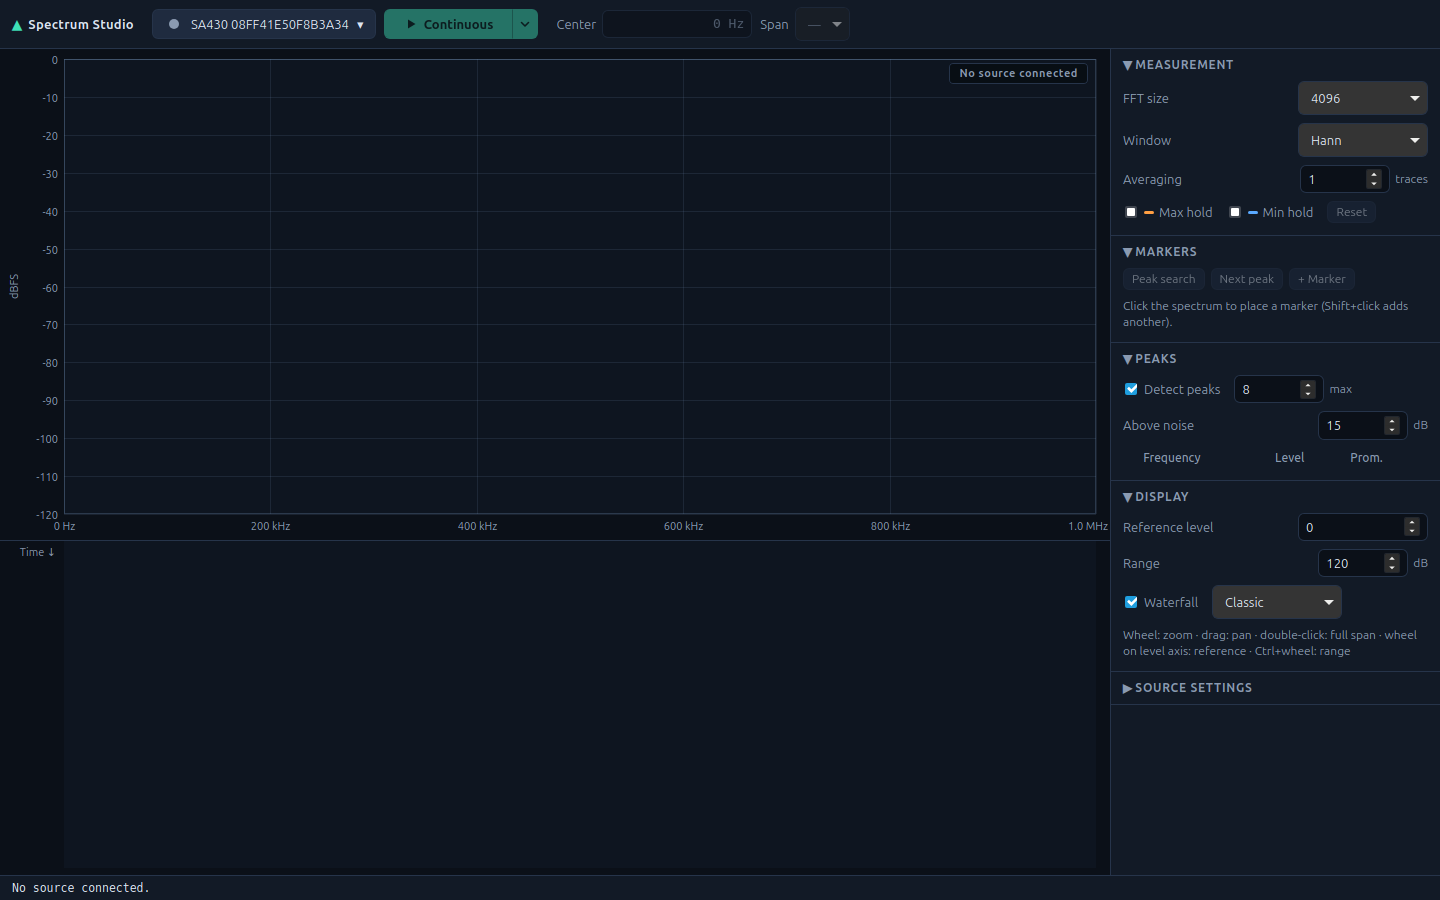 Spectrum Studio
SA430 08FF41E50F8B3A34
Continuous
Center
0 Hz
Span
—
No source connected
0
-10
-20
-30
-40
-50
-60
-70
-80
-90
-100
-110
-120
dBFS
0 Hz
200 kHz
400 kHz
600 kHz
800 kHz
1.0 MHz
Time ↓
MEASUREMENT
FFT size
4096
Window
Hann
Averaging
1
traces
Max hold
Min hold
Reset
MARKERS
Peak search
Next peak
+ Marker
Click the spectrum to place a marker (Shift+click adds
another).
PEAKS
Detect peaks
8
max
Above noise
15
dB
Frequency
Level
Prom.
DISPLAY
Reference level
0
Range
120
dB
Waterfall
Classic
Wheel: zoom · drag: pan · double-click: full span · wheel
on level axis: reference · Ctrl+wheel: range
SOURCE SETTINGS
No source connected.